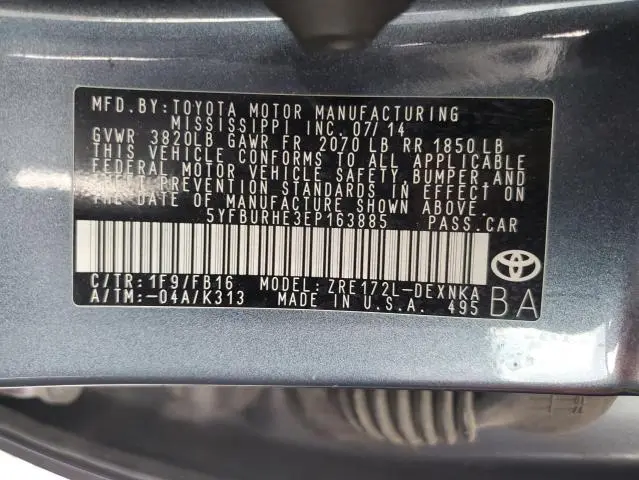 MFD. BY: TOYOTA MOTOR MANUFACTURING
MISSISSIPPI INC. 07/14
GVWR 3820LB GAWR FR 2070 LB RR 1850 LB
THIS VEHICLE CONFORMS TO ALL APPLICABLE
FEDERAL MOTOR VEHICLE SAFETY, BUMPER AND
THEFT PREVENTION STANDARDS IN EFFECT ON
THE DATE OF MANUFACTURE SHOWN ABOVE.
5YFBURHE3EP163885 PASS.CAR
C/TR: 1F9/FB16 MODEL: ZRE172L-DEXNKA
A/TM:-04A/K313 MADE IN U.S.A. 495
BA